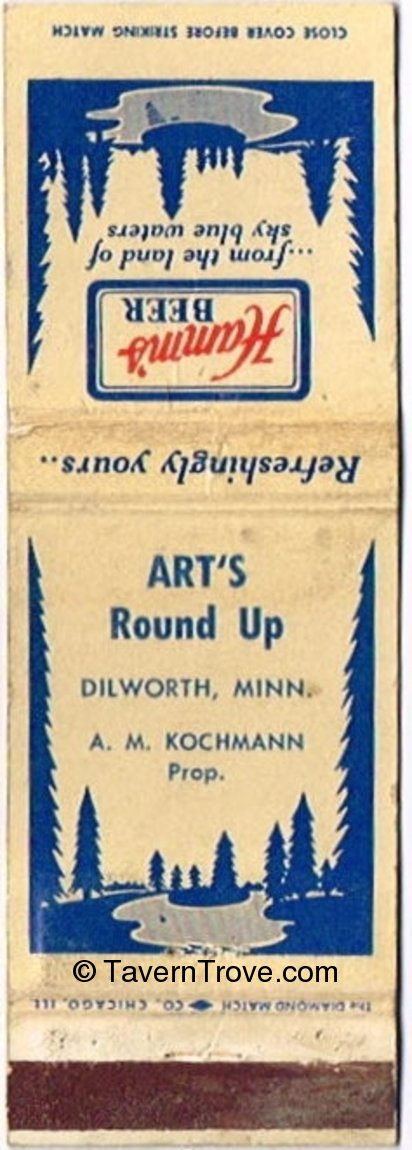 CLOSE COVER BEFORE STRIKING MATCH
...from the land of
sky blue waters
Hamm's
BEER
Refreshingly yours..
ART'S
Round Up
DILWORTH, MINN.
A. M. KOCHMANN
Prop.
© TavernTrove.com
THE DIAMOND MATCH CO. CHICAGO, ILL